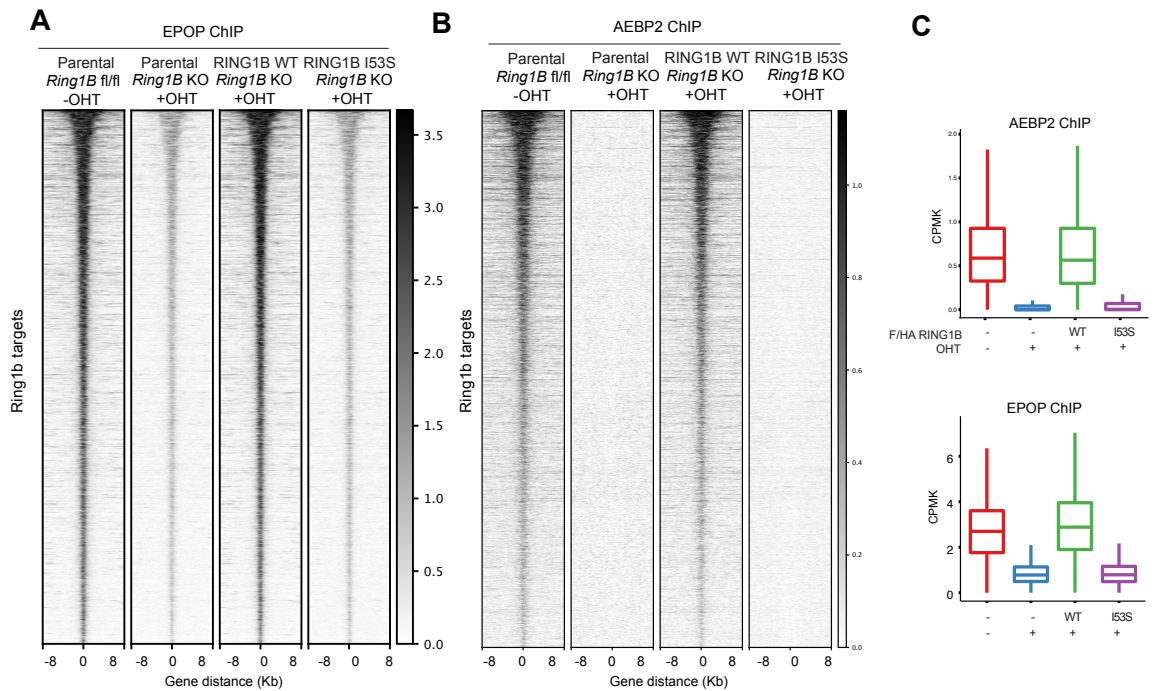 A
EPOP ChIP
Parental Parental RING1B WT RING1B I53S
Ring1B fl/fl Ring1B KO Ring1B KO Ring1B KO
-OHT +OHT +OHT +OHT
3.5
3.0
2.5
2.0
1.5
1.0
0.5
0.0
Ring1b targets
-8 0 8 -8 0 8 -8 0 8 -8 0 8
Gene distance (Kb)
B
AEBP2 ChIP
Parental Parental RING1B WT RING1B I53S
Ring1B fl/fl Ring1B KO Ring1B KO Ring1B KO
-OHT +OHT +OHT +OHT
1.0
0.8
0.6
0.4
0.2
0.0
Ring1b targets
-8 0 8 -8 0 8 -8 0 8 -8 0 8
Gene distance (Kb)
C
AEBP2 ChIP
2.0
1.5
1.0
0.5
0.0
CPMK
F/HA RING1B - - WT I53S
OHT - + + +
EPOP ChIP
6
4
2
0
CPMK
- - WT I53S
- + + +